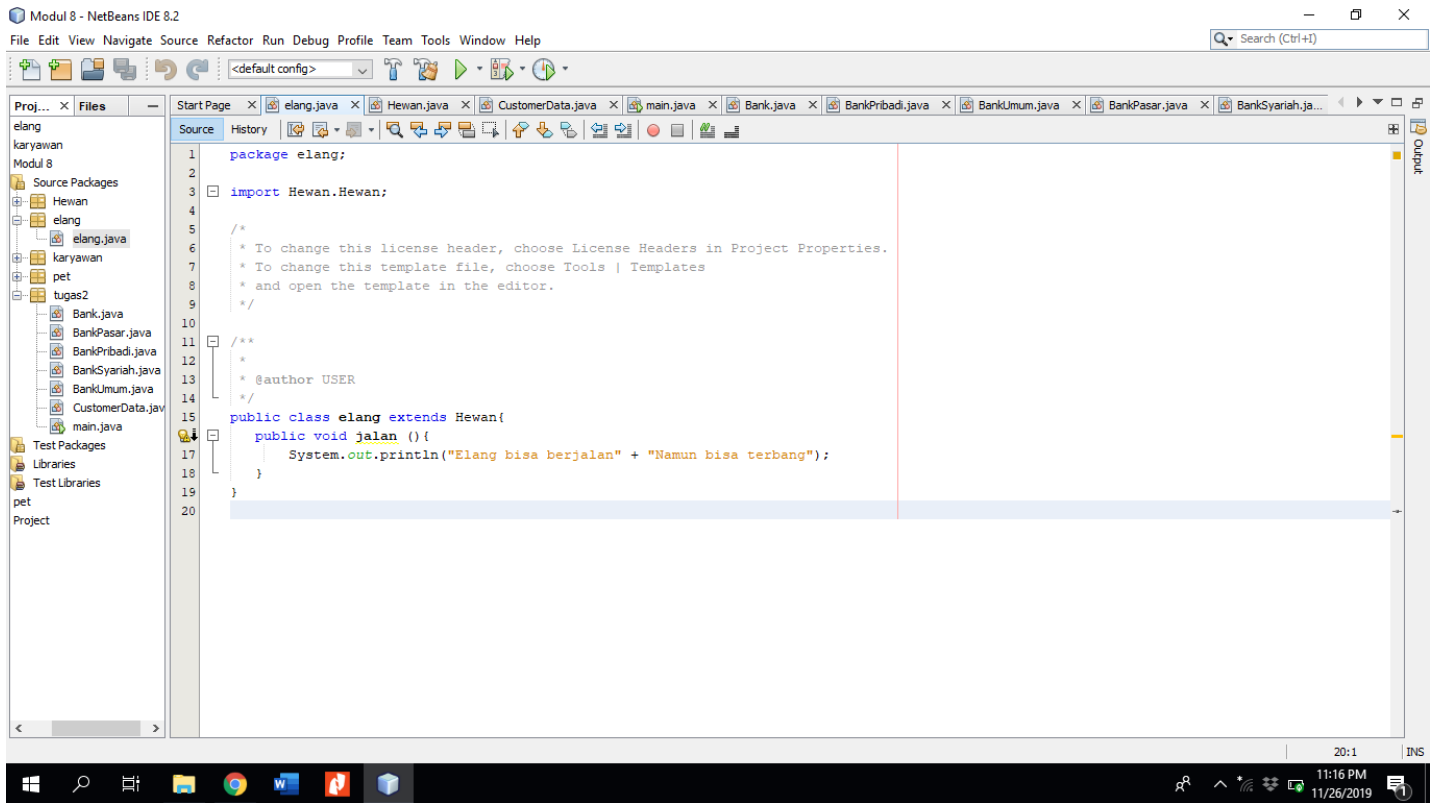 Modul 8 - NetBeans IDE 8.2
File Edit View Navigate Source Refactor Run Debug Profile Team Tools Window Help
Search (Ctrl+I)
<default config>
Proj... Files
Start Page elang.java Hewan.java CustomerData.java main.java Bank.java BankPribadi.java BankUmum.java BankPasar.java BankSyariah.ja...
Source History
Output
elang
karyawan
Modul 8
Source Packages
Hewan
elang
elang.java
karyawan
pet
tugas2
Bank.java
BankPasar.java
BankPribadi.java
BankSyariah.java
BankUmum.java
CustomerData.jav
main.java
Test Packages
Libraries
Test Libraries
pet
Project
1 package elang;
2
3 import Hewan.Hewan;
4
5 /*
6 * To change this license header, choose License Headers in Project Properties.
7 * To change this template file, choose Tools | Templates
8 * and open the template in the editor.
9 */
10
11 /**
12 *
13 * @author USER
14 */
15 public class elang extends Hewan{
public void jalan (){
17 System.out.println("Elang bisa berjalan" + "Namun bisa terbang");
18 }
19 }
20
20:1 INS
11:16 PM
11/26/2019
1